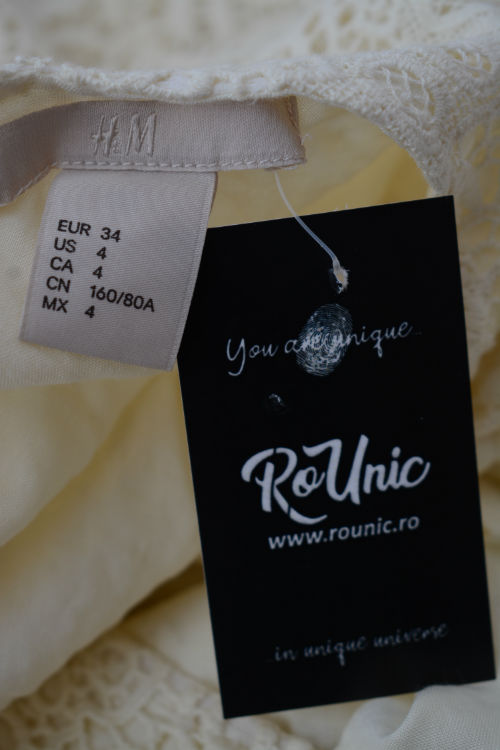 H&M
EUR 34
US 4
CA 4
CN 160/80A
MX 4
You are unique...
RoUnic
www.rounic.ro
...in unique universe